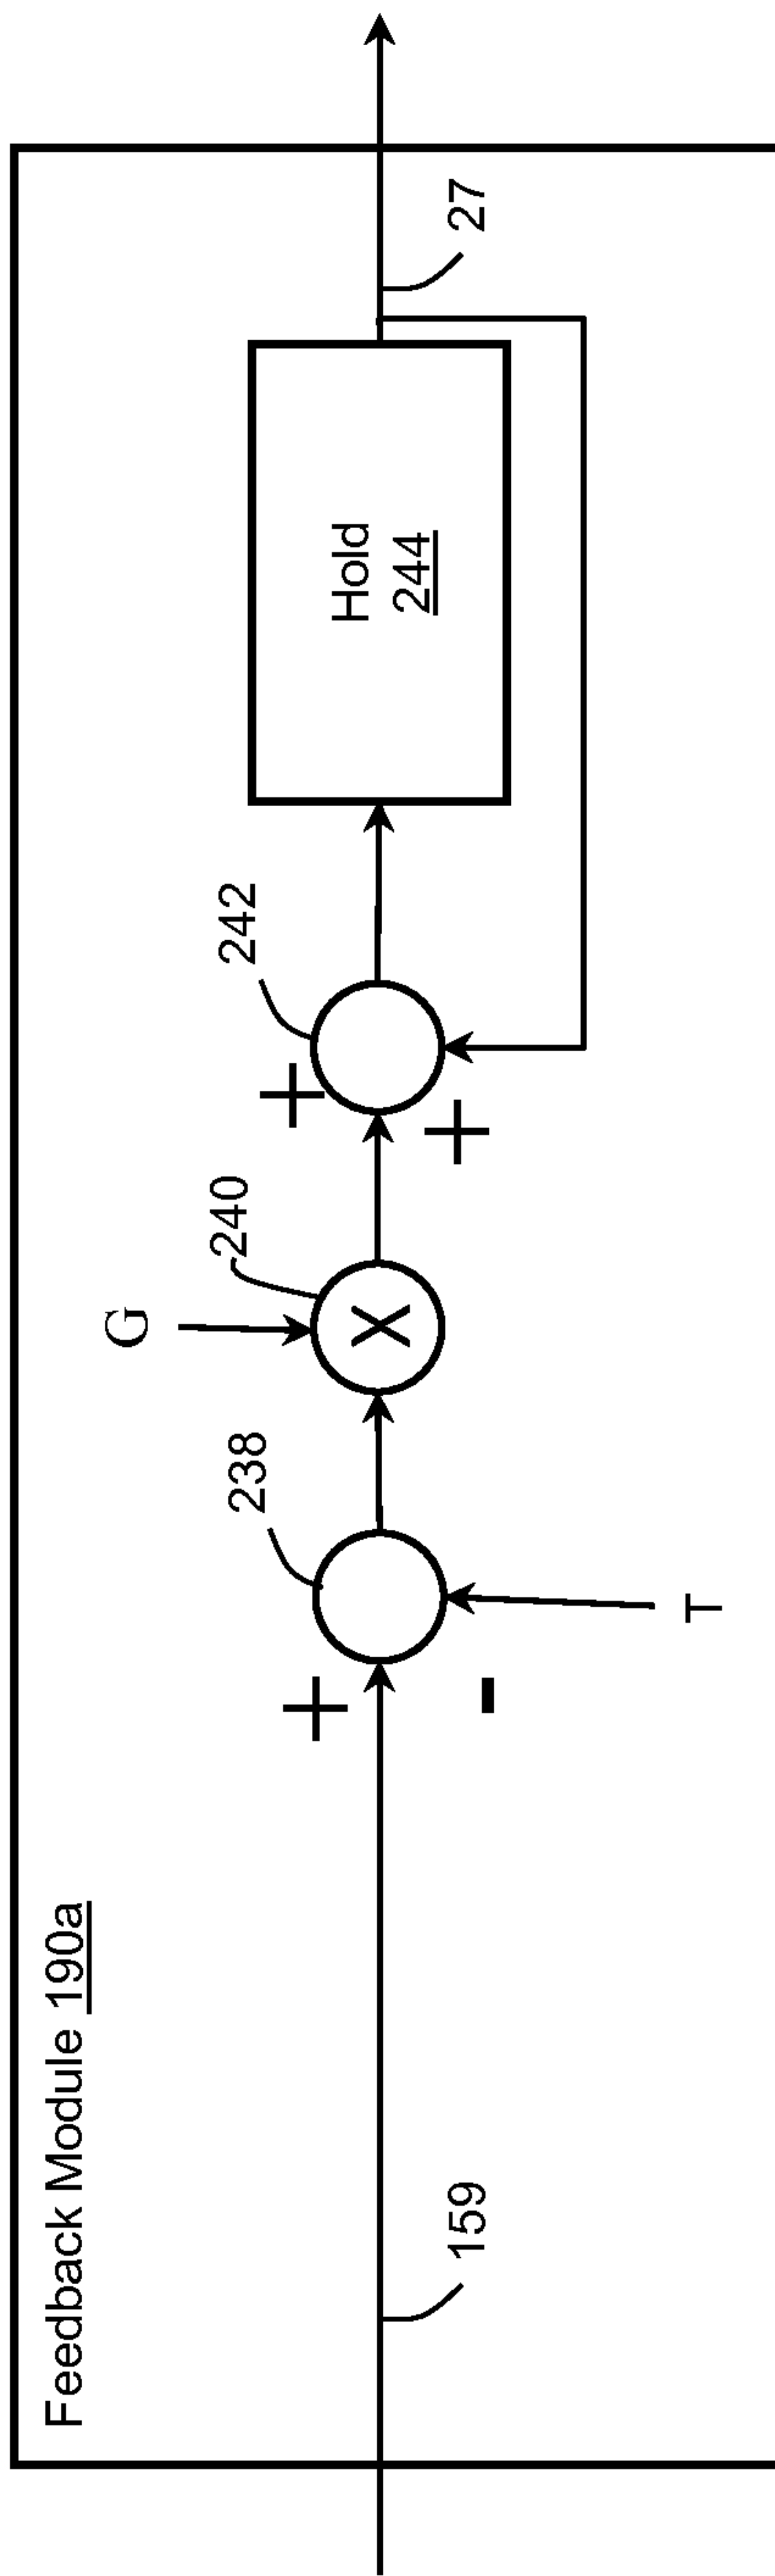 Feedback Module 190a
159
+
-
T
238
G
240
X
+
+
242
Hold
244
27